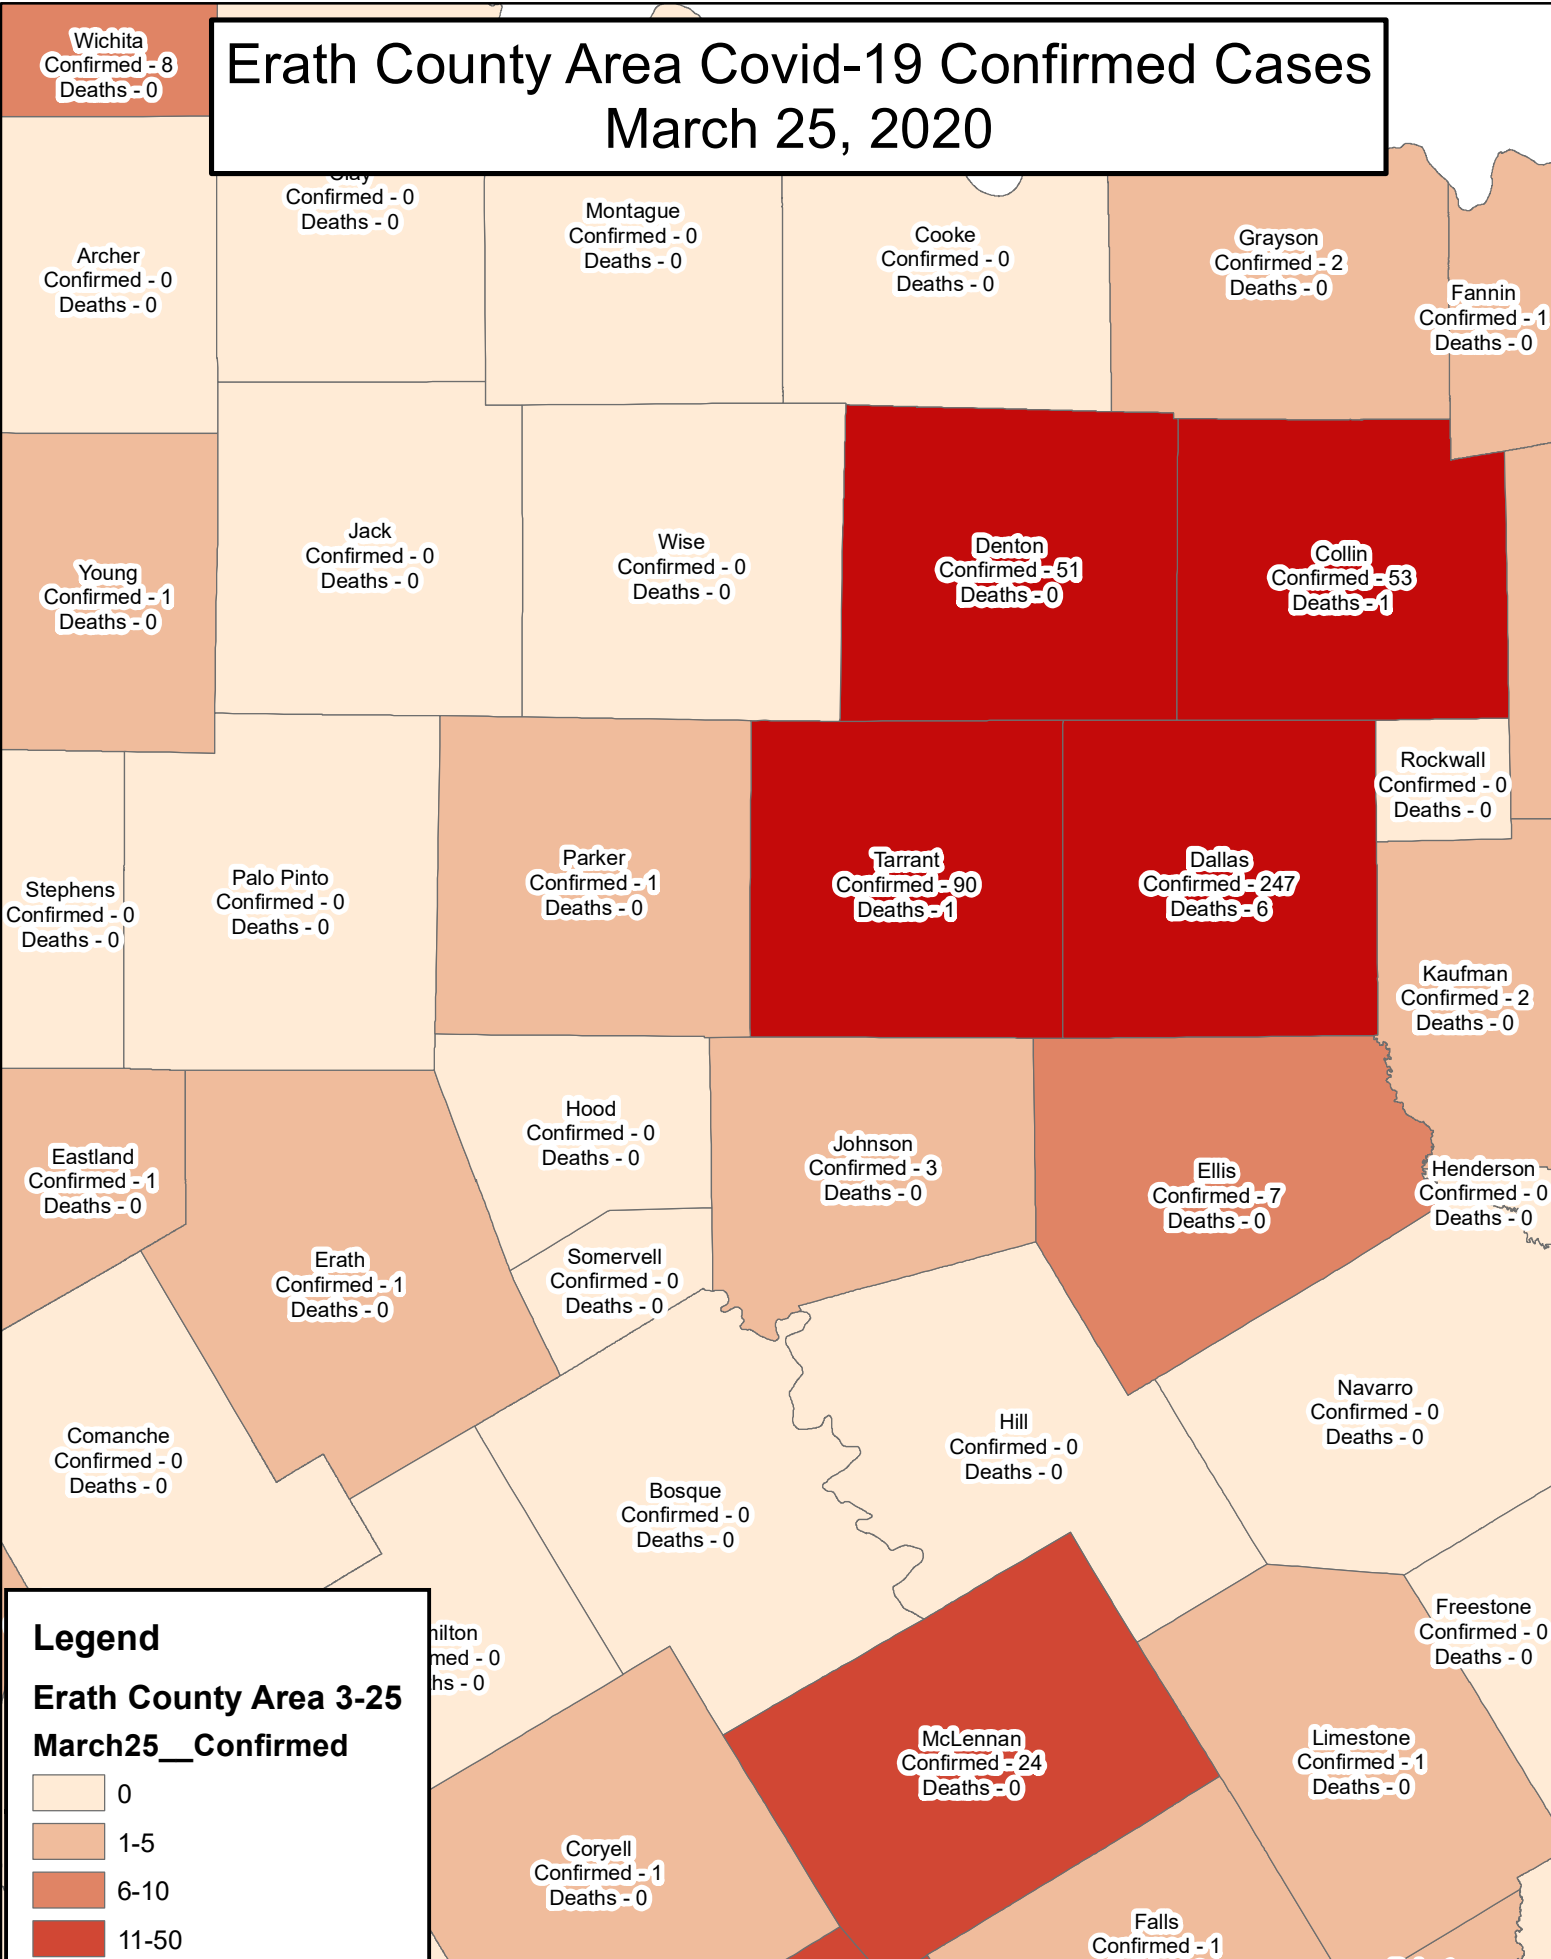 Erath County Area Covid-19 Confirmed Cases
March 25, 2020
Wichita
Confirmed - 8
Deaths - 0
Clay
Confirmed - 0
Deaths - 0
Montague
Confirmed - 0
Deaths - 0
Cooke
Confirmed - 0
Deaths - 0
Grayson
Confirmed - 2
Deaths - 0
Fannin
Confirmed - 1
Deaths - 0
Archer
Confirmed - 0
Deaths - 0
Young
Confirmed - 1
Deaths - 0
Jack
Confirmed - 0
Deaths - 0
Wise
Confirmed - 0
Deaths - 0
Denton
Confirmed - 51
Deaths - 0
Collin
Confirmed - 53
Deaths - 1
Rockwall
Confirmed - 0
Deaths - 0
Stephens
Confirmed - 0
Deaths - 0
Palo Pinto
Confirmed - 0
Deaths - 0
Parker
Confirmed - 1
Deaths - 0
Tarrant
Confirmed - 90
Deaths - 1
Dallas
Confirmed - 247
Deaths - 6
Kaufman
Confirmed - 2
Deaths - 0
Eastland
Confirmed - 1
Deaths - 0
Hood
Confirmed - 0
Deaths - 0
Johnson
Confirmed - 3
Deaths - 0
Ellis
Confirmed - 7
Deaths - 0
Henderson
Confirmed - 0
Deaths - 0
Erath
Confirmed - 1
Deaths - 0
Somervell
Confirmed - 0
Deaths - 0
Comanche
Confirmed - 0
Deaths - 0
Bosque
Confirmed - 0
Deaths - 0
Hill
Confirmed - 0
Deaths - 0
Navarro
Confirmed - 0
Deaths - 0
Freestone
Confirmed - 0
Deaths - 0
milton
med - 0
hs - 0
McLennan
Confirmed - 24
Deaths - 0
Limestone
Confirmed - 1
Deaths - 0
Coryell
Confirmed - 1
Deaths - 0
Falls
Confirmed - 1
Legend
Erath County Area 3-25
March25__Confirmed
0
1-5
6-10
11-50